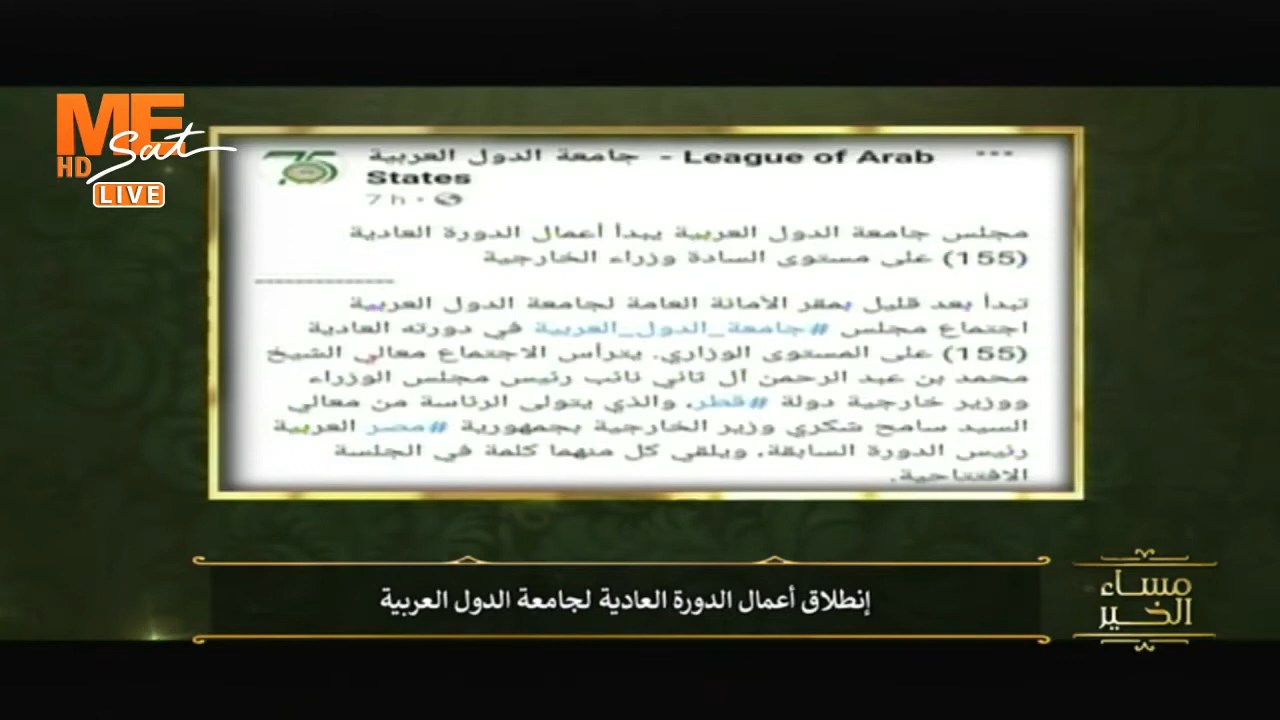 ME
Sat
HD
LIVE
75
جامعة الدول العربية - League of Arab
States
7 h ·
مجلس جامعة الدول العربية يبدأ أعمال الدورة العادية
(155) على مستوى السادة وزراء الخارجية
--------------
تبدأ بعد قليل بمقر الأمانة العامة لجامعة الدول العربية
اجتماع مجلس #جامعة_الدول_العربية في دورته العادية
(155) على المستوى الوزاري. يترأس الاجتماع معالي الشيخ
محمد بن عبد الرحمن آل ثاني نائب رئيس مجلس الوزراء
ووزير خارجية دولة #قطر، والذي يتولى الرئاسة من معالي
السيد سامح شكري وزير الخارجية بجمهورية #مصر العربية
رئيس الدورة السابقة. ويلقي كل منهما كلمة في الجلسة
الافتتاحية.
إنطلاق أعمال الدورة العادية لجامعة الدول العربية
مساء
الخير